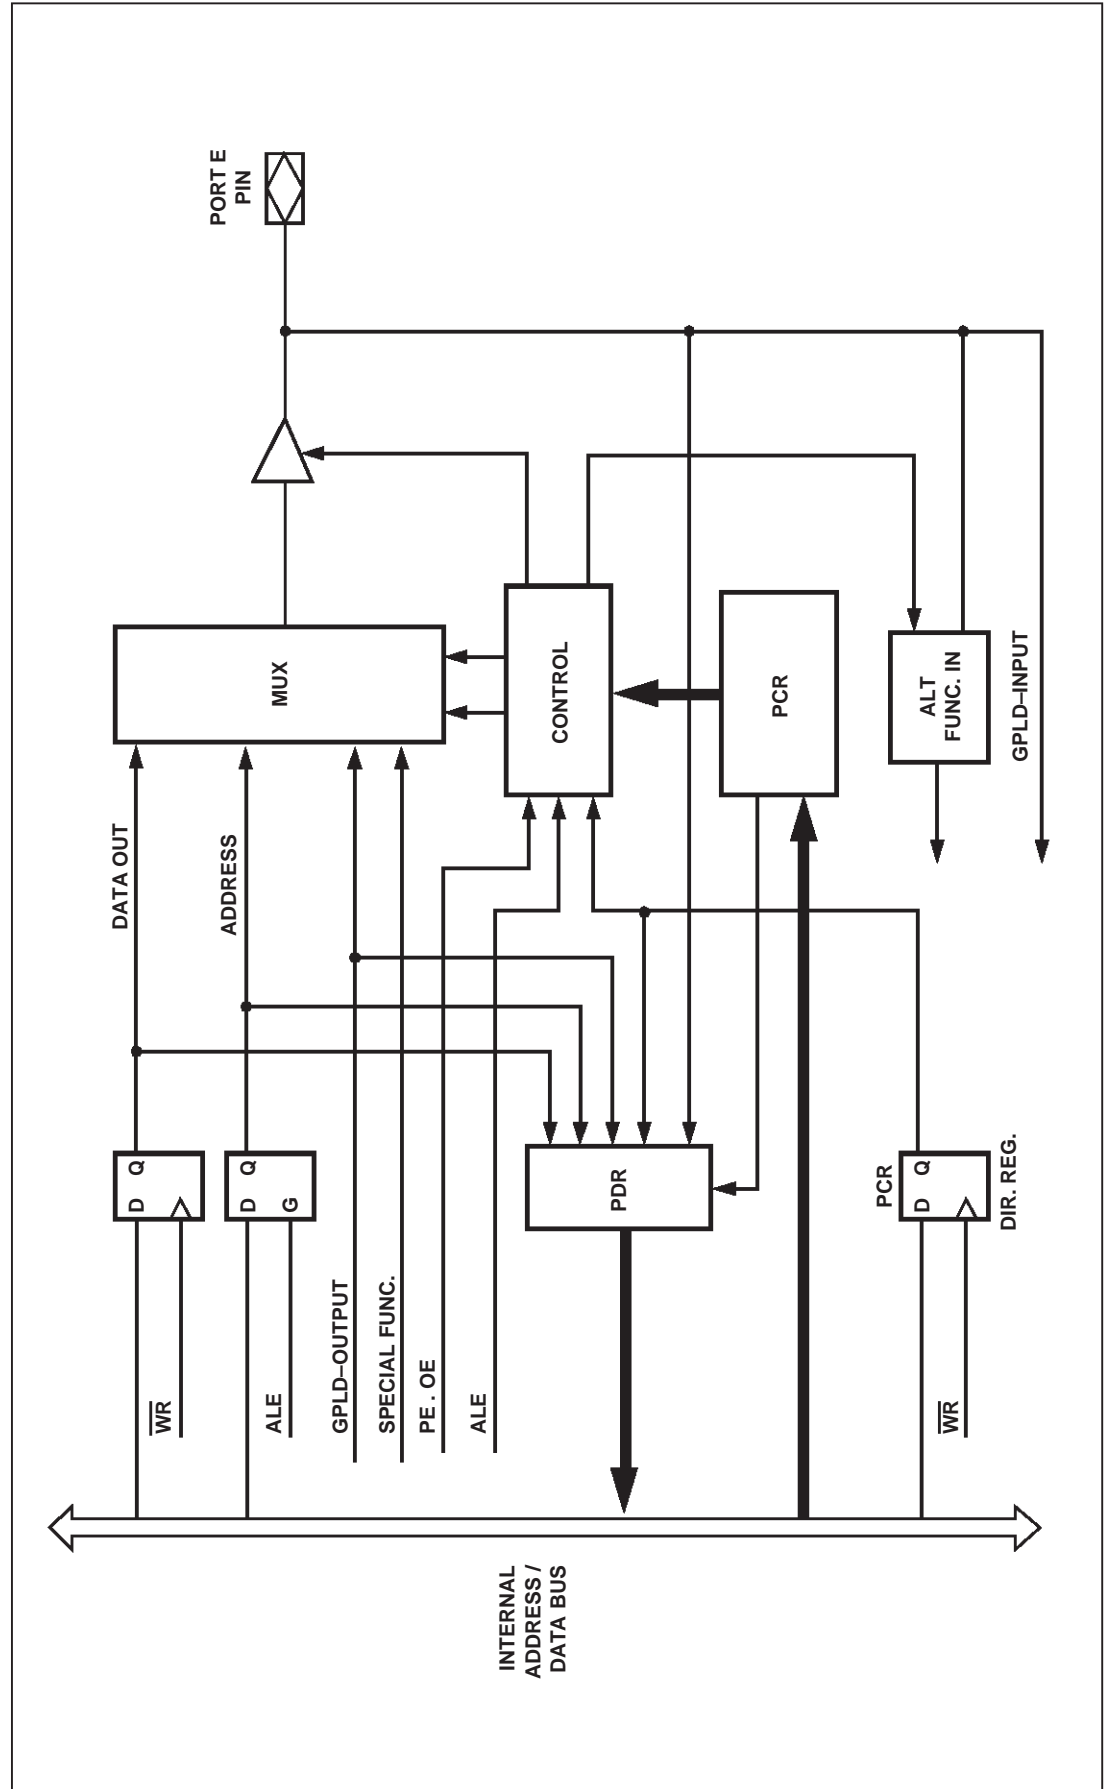 PORT E
PIN
DATA OUT
ADDRESS
MUX
CONTROL
PCR
ALT
FUNC. IN
GPLD–INPUT
D Q
D Q
G
PDR
PCR
D Q
DIR. REG.
WR
ALE
GPLD–OUTPUT
SPECIAL FUNC.
PE . OE
ALE
WR
INTERNAL
ADDRESS /
DATA BUS